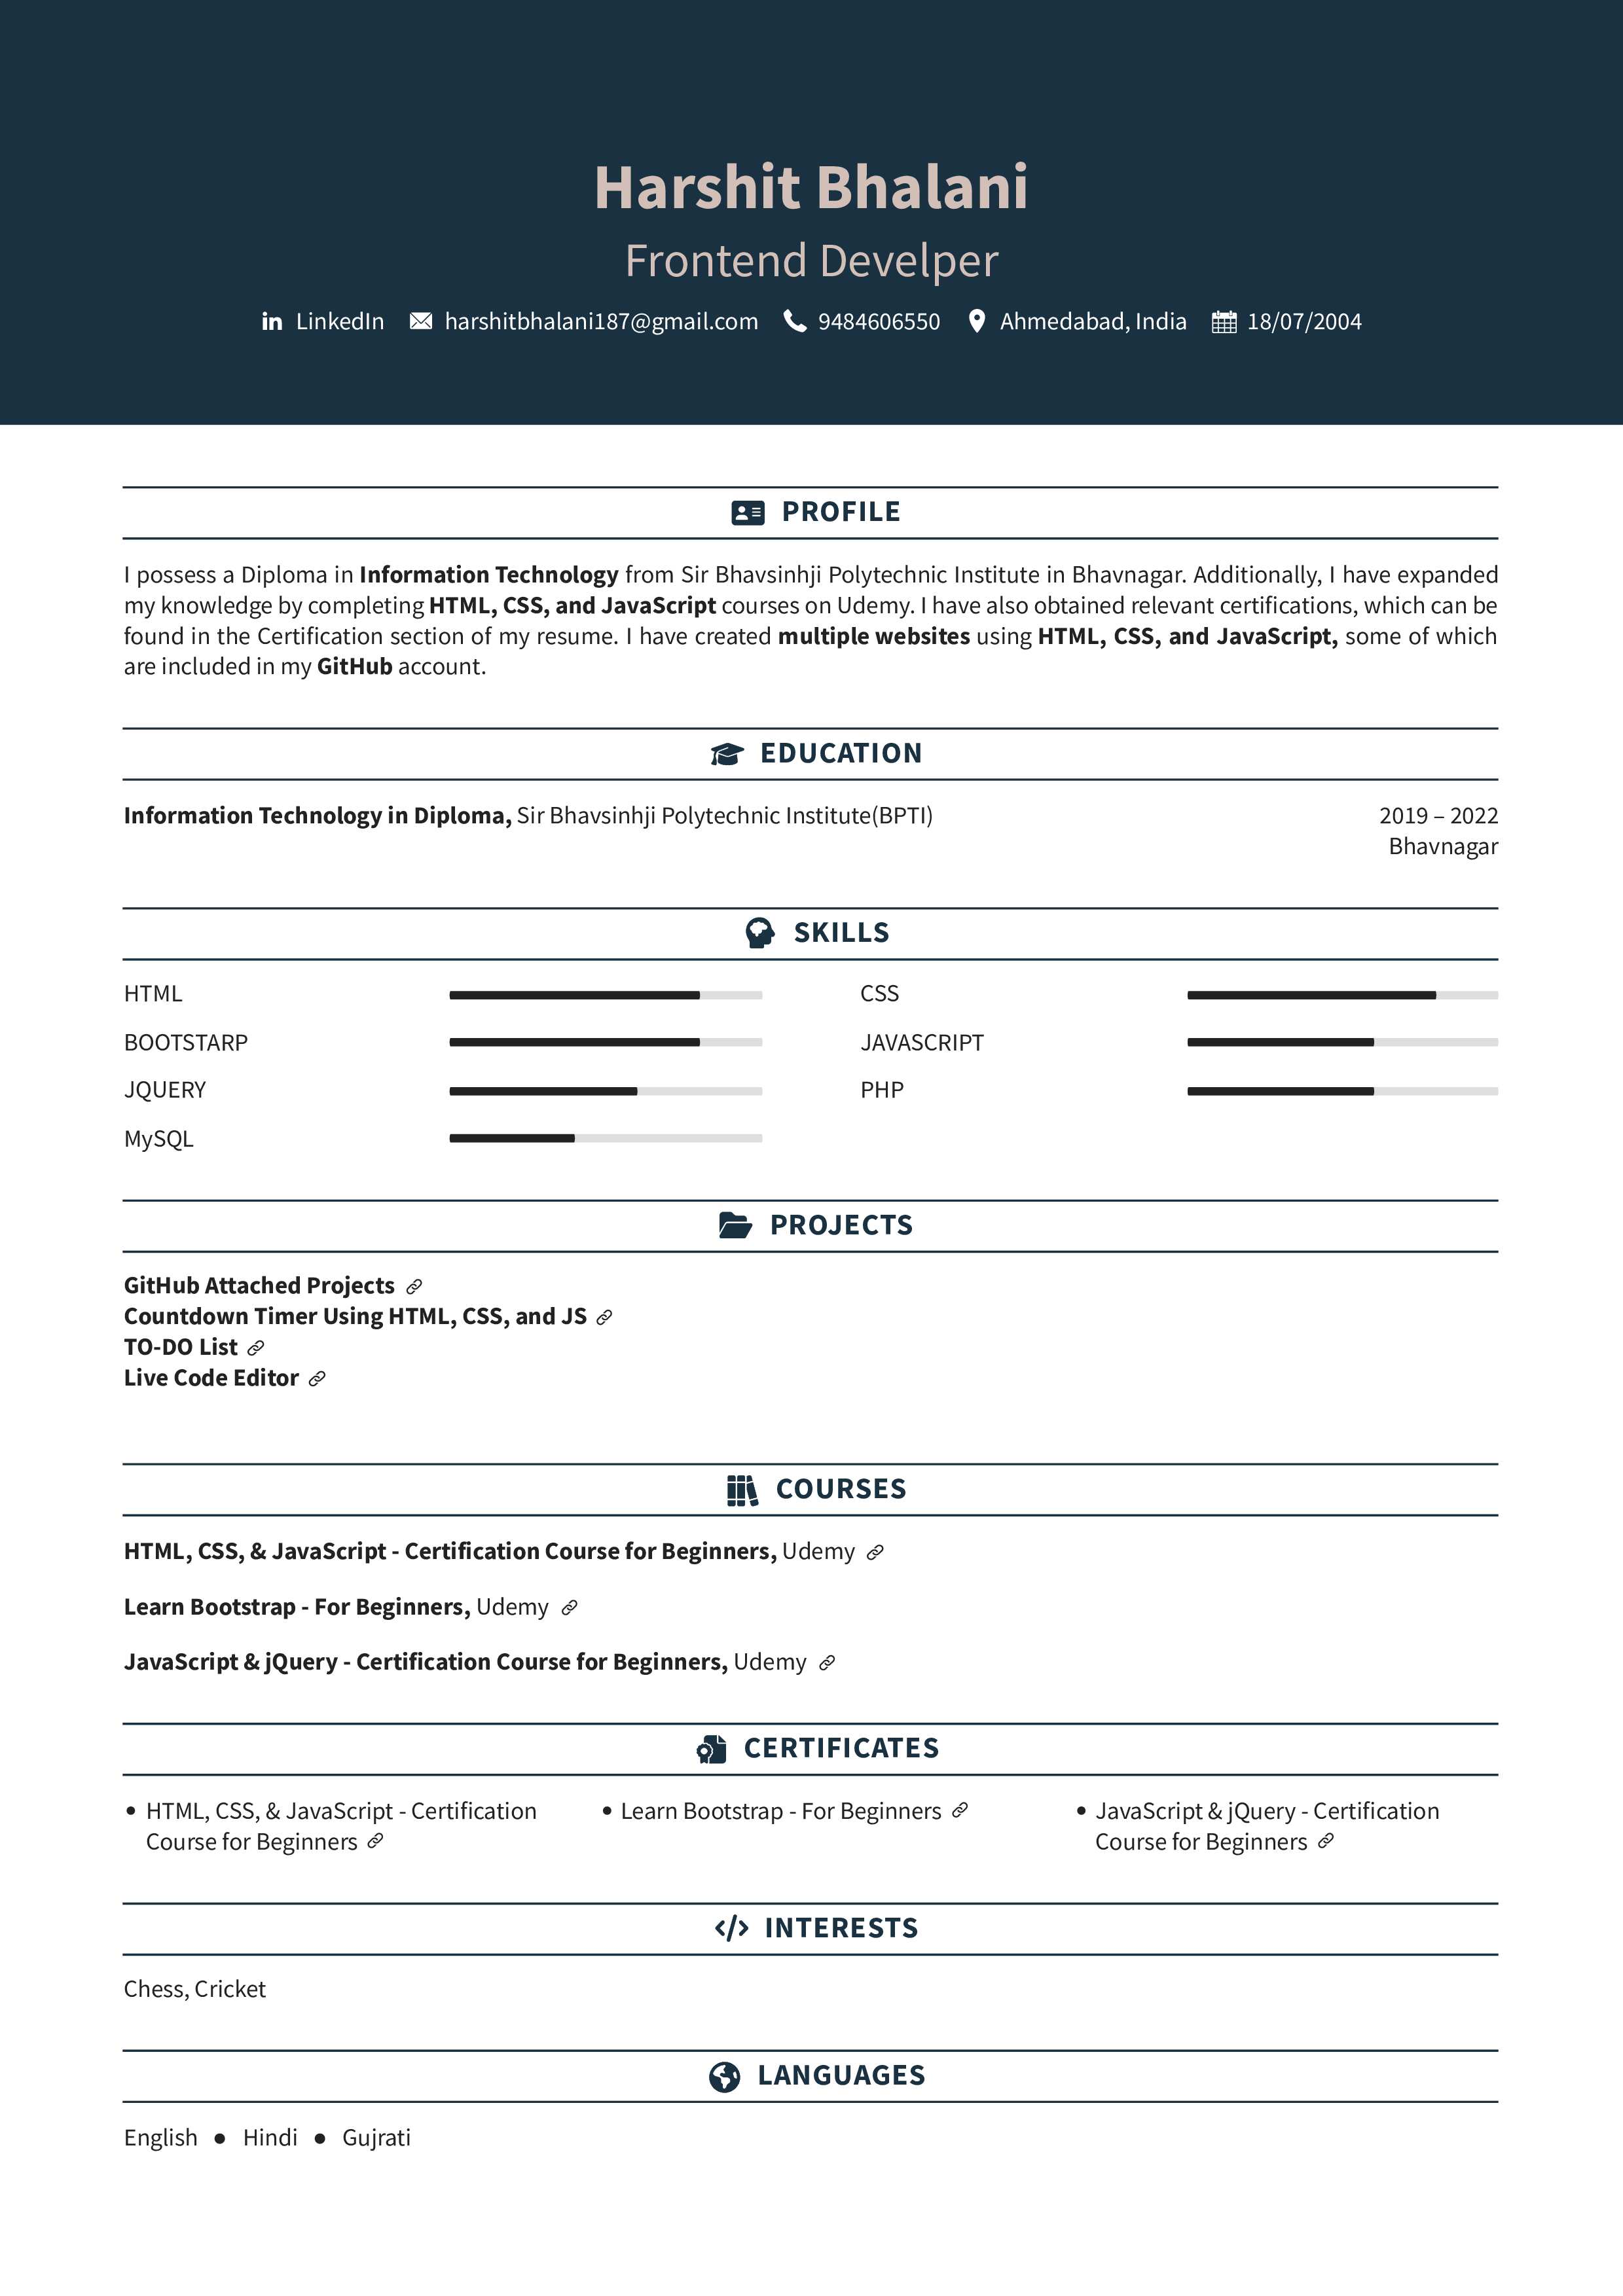 Harshit Bhalani
Frontend Develper
LinkedIn harshitbhalani187@gmail.com 9484606550 Ahmedabad, India 18/07/2004
PROFILE
I possess a Diploma in Information Technology from Sir Bhavsinhji Polytechnic Institute in Bhavnagar. Additionally, I have expanded
my knowledge by completing HTML, CSS, and JavaScript courses on Udemy. I have also obtained relevant certifications, which can be
found in the Certification section of my resume. I have created multiple websites using HTML, CSS, and JavaScript, some of which
are included in my GitHub account.
EDUCATION
Information Technology in Diploma, Sir Bhavsinhji Polytechnic Institute(BPTI) 2019 – 2022
Bhavnagar
SKILLS
HTML CSS
BOOTSTARP JAVASCRIPT
JQUERY PHP
MySQL
PROJECTS
GitHub Attached Projects
Countdown Timer Using HTML, CSS, and JS
TO-DO List
Live Code Editor
COURSES
HTML, CSS, & JavaScript - Certification Course for Beginners, Udemy
Learn Bootstrap - For Beginners, Udemy
JavaScript & jQuery - Certification Course for Beginners, Udemy
CERTIFICATES
• HTML, CSS, & JavaScript - Certification
Course for Beginners
• Learn Bootstrap - For Beginners
• JavaScript & jQuery - Certification
Course for Beginners
INTERESTS
Chess, Cricket
LANGUAGES
English • Hindi • Gujrati